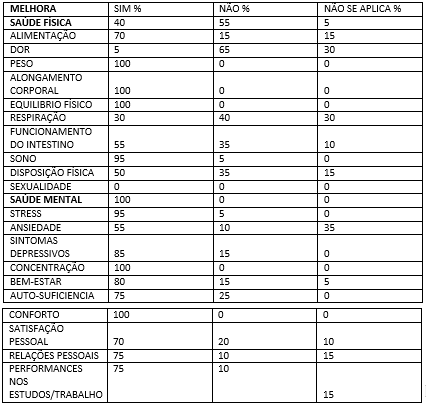 MELHORA SIM % NÃO % NÃO SE APLICA %
SAÚDE FÍSICA 40 55 5
ALIMENTAÇÃO 70 15 15
DOR 5 65 30
PESO 100 0 0
ALONGAMENTO
CORPORAL 100 0 0
EQUILIBRIO FÍSICO 100 0 0
RESPIRAÇÃO 30 40 30
FUNCIONAMENTO
DO INTESTINO 55 35 10
SONO 95 5 0
DISPOSIÇÃO FÍSICA 50 35 15
SEXUALIDADE 0 0 0
SAÚDE MENTAL 100 0 0
STRESS 95 5 0
ANSIEDADE 55 10 35
SINTOMAS
DEPRESSIVOS 85 15 0
CONCENTRAÇÃO 100 0 0
BEM-ESTAR 80 15 5
AUTO-SUFICIENCIA 75 25 0
CONFORTO 100 0 0
SATISFAÇÃO
PESSOAL 70 20 10
RELAÇÕES PESSOAIS 75 10 15
PERFORMANCES 75 10
NOS
ESTUDOS/TRABALHO 15